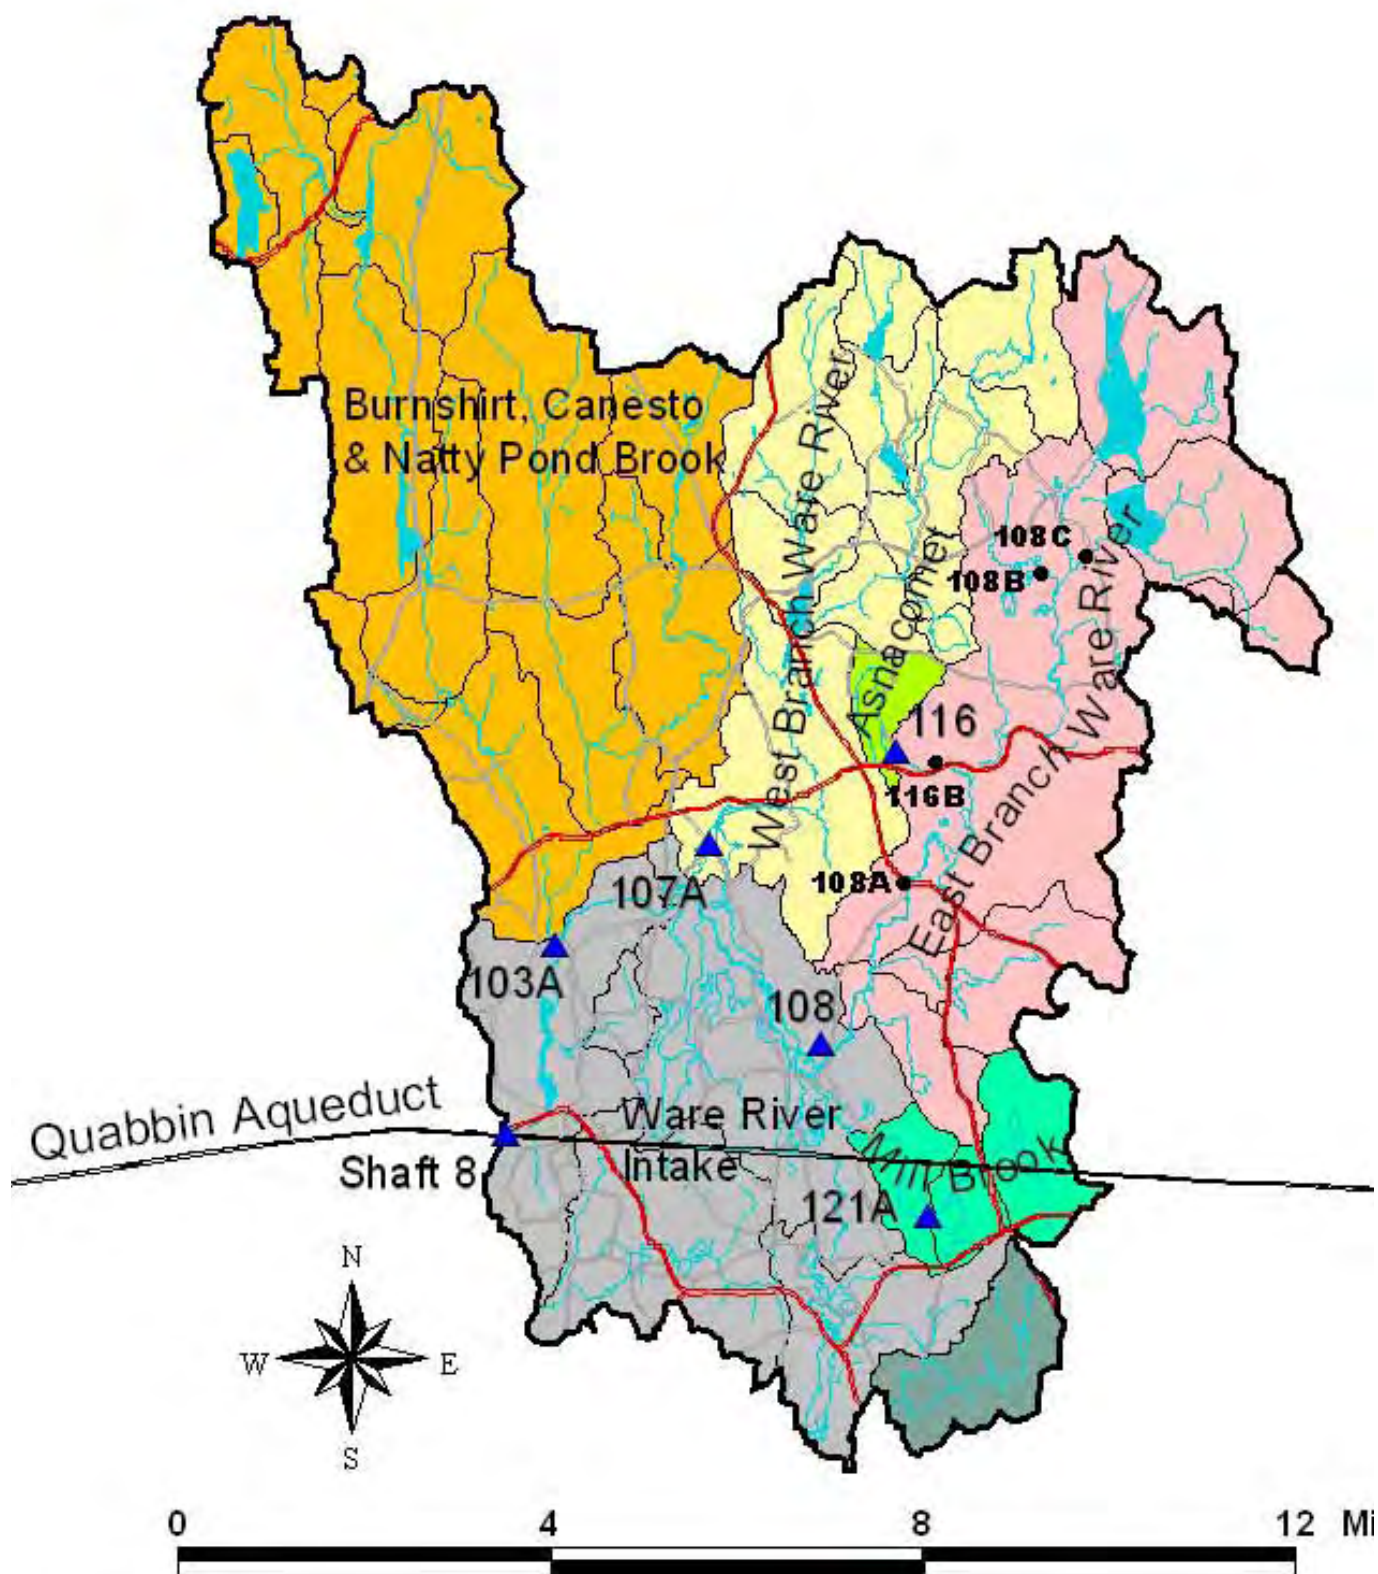 Burnshirt, Canesto
& Natty Pond Brook
West Branch Ware River
Asnacomet
East Branch Ware River
108C
108B
116
116B
108A
107A
103A
108
Quabbin Aqueduct
Shaft 8
Ware River
Intake
Mill Brook
121A
N
W
E
S
0
4
8
12 Mi